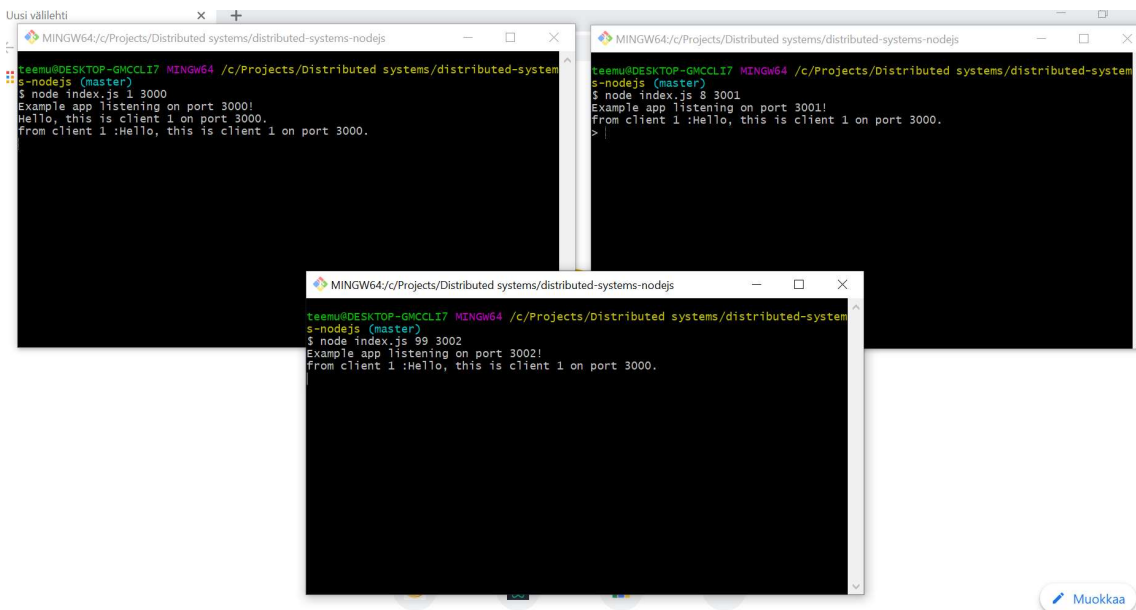 Uusi välilehti
MINGW64:/c/Projects/Distributed systems/distributed-systems-nodejs
teemu@DESKTOP-GMCCLI7 MINGW64 /c/Projects/Distributed systems/distributed-system
s-nodejs (master)
$ node index.js 1 3000
Example app listening on port 3000!
Hello, this is client 1 on port 3000.
from client 1 :Hello, this is client 1 on port 3000.
MINGW64:/c/Projects/Distributed systems/distributed-systems-nodejs
teemu@DESKTOP-GMCCLI7 MINGW64 /c/Projects/Distributed systems/distributed-system
s-nodejs (master)
$ node index.js 8 3001
Example app listening on port 3001!
from client 1 :Hello, this is client 1 on port 3000.
>
MINGW64:/c/Projects/Distributed systems/distributed-systems-nodejs
teemu@DESKTOP-GMCCLI7 MINGW64 /c/Projects/Distributed systems/distributed-system
s-nodejs (master)
$ node index.js 99 3002
Example app listening on port 3002!
from client 1 :Hello, this is client 1 on port 3000.
Muokkaa